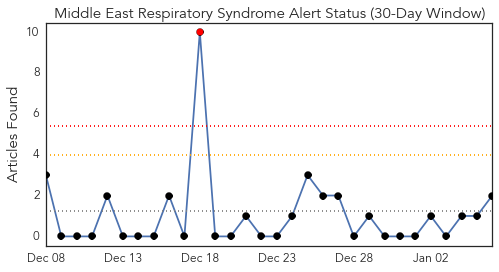 Middle East Respiratory Syndrome Alert Status (30-Day Window)
Articles Found
10
8
6
4
2
0
Dec 08
Dec 13
Dec 18
Dec 23
Dec 28
Jan 02